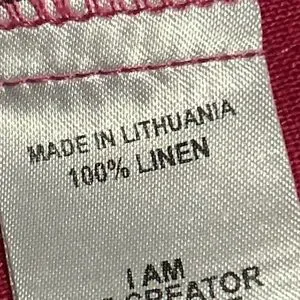 MADE IN LITHUANIA
100% LINEN
I AM
CREATOR